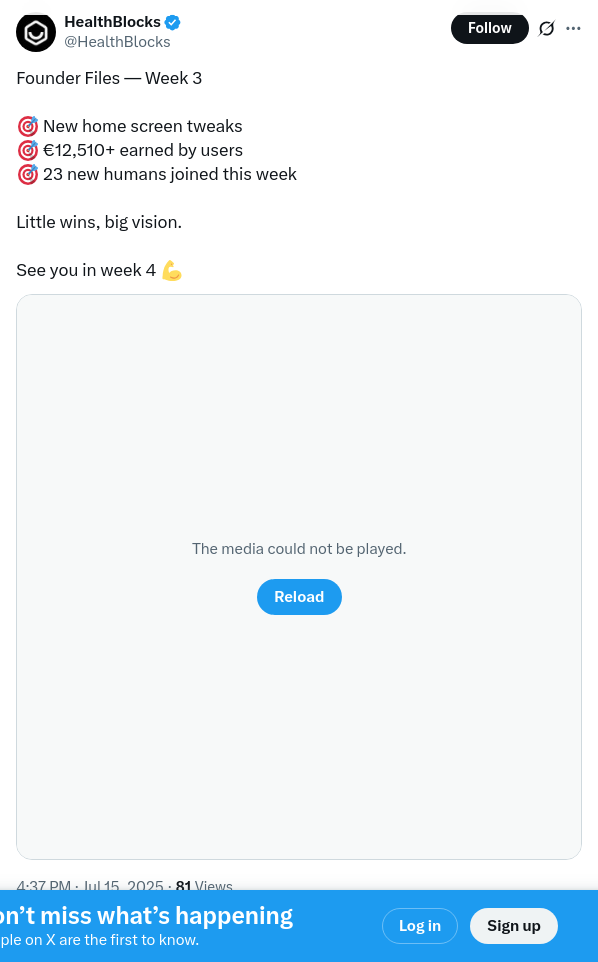 HealthBlocks
@HealthBlocks
Follow
Founder Files — Week 3
🎯 New home screen tweaks
🎯 €12,510+ earned by users
🎯 23 new humans joined this week
Little wins, big vision.
See you in week 4 💪
The media could not be played.
Reload
4:37 PM · Jul 15, 2025 · 81 Views
on’t miss what’s happening
ple on X are the first to know.
Log in
Sign up